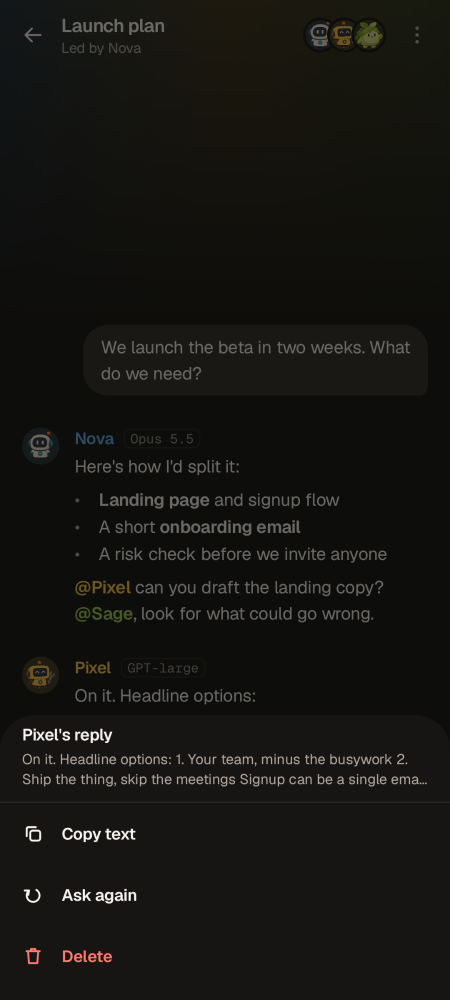 Launch plan
Led by Nova
We launch the beta in two weeks. What
do we need?
Nova Opus 5.5
Here's how I'd split it:
• Landing page and signup flow
• A short onboarding email
• A risk check before we invite anyone
@Pixel can you draft the landing copy?
@Sage, look for what could go wrong.
Pixel GPT-large
On it. Headline options:
Pixel's reply
On it. Headline options: 1. Your team, minus the busywork 2.
Ship the thing, skip the meetings Signup can be a single ema…
Copy text
Ask again
Delete